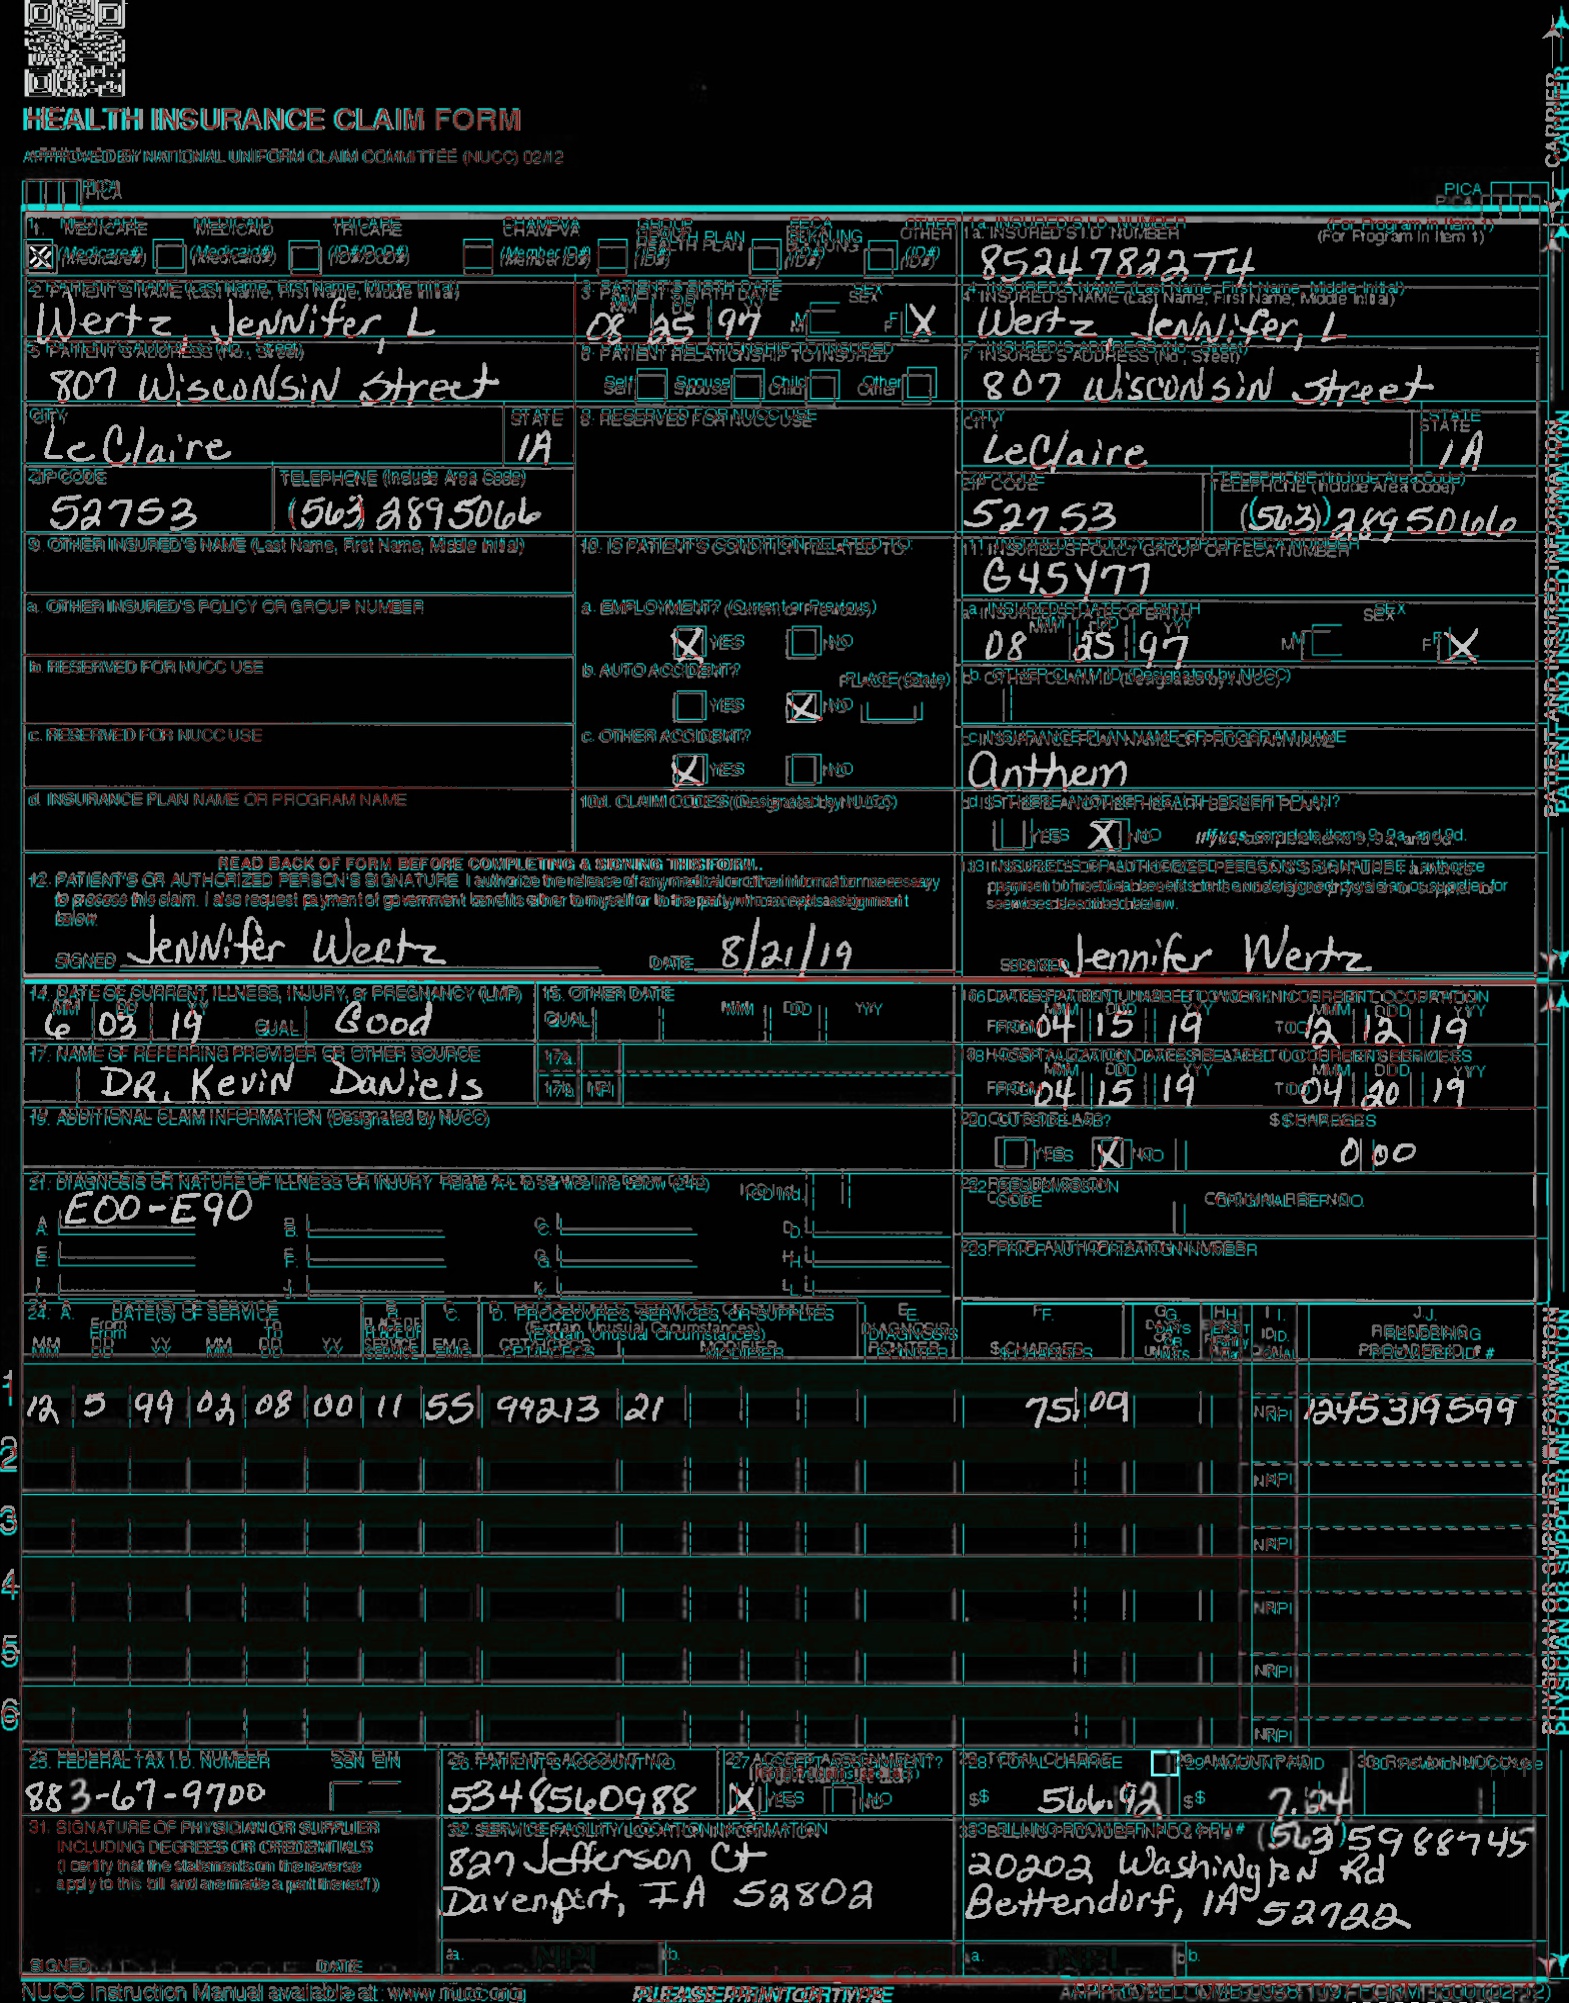 HEALTH INSURANCE CLAIM FORM
APPROVED BY NATIONAL UNIFORM CLAIM COMMITTEE (NUCC) 02/12
PICA PICA
CARRIER
1. MEDICARE MEDICAID TRICARE CHAMPVA GROUP HEALTH PLAN FECA BLK LUNG OTHER 1a. INSURED'S I.D. NUMBER (For Program in Item 1)
(Medicare#) (Medicaid#) (ID#/DoD#) (Member ID#) (ID#) (ID#) (ID#)
85247822T4
2. PATIENT'S NAME (Last Name, First Name, Middle Initial) 3. PATIENT'S BIRTH DATE SEX 4. INSURED'S NAME (Last Name, First Name, Middle Initial)
MM DD YY
Wertz, Jennifer, L 08 25 97 M F X Wertz, Jennifer, L
5. PATIENT'S ADDRESS (No., Street) 6. PATIENT RELATIONSHIP TO INSURED 7. INSURED'S ADDRESS (No., Street)
807 Wisconsin Street Self Spouse Child Other 807 Wisconsin Street
CITY STATE 8. RESERVED FOR NUCC USE CITY STATE
LeClaire IA LeClaire IA
ZIP CODE TELEPHONE (Include Area Code) ZIP CODE TELEPHONE (Include Area Code)
52753 (563) 2895066 52753 (563) 2895066
9. OTHER INSURED'S NAME (Last Name, First Name, Middle Initial) 10. IS PATIENT'S CONDITION RELATED TO: 11. INSURED'S POLICY GROUP OR FECA NUMBER
G45Y77
a. OTHER INSURED'S POLICY OR GROUP NUMBER a. EMPLOYMENT? (Current or Previous) a. INSURED'S DATE OF BIRTH SEX
MM DD YY
X YES NO 08 25 97 M F X
b. RESERVED FOR NUCC USE b. AUTO ACCIDENT? PLACE (State) b. OTHER CLAIM ID (Designated by NUCC)
YES X NO
c. RESERVED FOR NUCC USE c. OTHER ACCIDENT? c. INSURANCE PLAN NAME OR PROGRAM NAME
X YES NO Anthem
d. INSURANCE PLAN NAME OR PROGRAM NAME 10d. CLAIM CODES (Designated by NUCC) d. IS THERE ANOTHER HEALTH BENEFIT PLAN?
YES X NO If yes, complete items 9, 9a, and 9d.
READ BACK OF FORM BEFORE COMPLETING & SIGNING THIS FORM.
12. PATIENT'S OR AUTHORIZED PERSON'S SIGNATURE I authorize the release of any medical or other information necessary
to process this claim. I also request payment of government benefits either to myself or to the party who accepts assignment
below.
13. INSURED'S OR AUTHORIZED PERSON'S SIGNATURE I authorize
payment of medical benefits to the undersigned physician or supplier for
services described below.
SIGNED Jennifer Wertz DATE 8/21/19 SIGNED Jennifer Wertz
PATIENT AND INSURED INFORMATION
14. DATE OF CURRENT ILLNESS, INJURY, or PREGNANCY (LMP) 15. OTHER DATE 16. DATES PATIENT UNABLE TO WORK IN CURRENT OCCUPATION
MM DD YY MM DD YY MM DD YY MM DD YY
6 03 19 QUAL. Good QUAL. FROM 04 15 19 TO 12 12 19
17. NAME OF REFERRING PROVIDER OR OTHER SOURCE 17a. 18. HOSPITALIZATION DATES RELATED TO CURRENT SERVICES
MM DD YY MM DD YY
DR. Kevin Daniels 17b. NPI FROM 04 15 19 TO 04 20 19
19. ADDITIONAL CLAIM INFORMATION (Designated by NUCC) 20. OUTSIDE LAB? $ CHARGES
YES X NO 0 00
21. DIAGNOSIS OR NATURE OF ILLNESS OR INJURY Relate A-L to service line below (24E) ICD Ind. 22. RESUBMISSION
CODE ORIGINAL REF. NO.
A. E00-E90 B. C. D.
E. F. G. H. 23. PRIOR AUTHORIZATION NUMBER
I. J. K. L.
24. A. DATE(S) OF SERVICE B. C. D. PROCEDURES, SERVICES, OR SUPPLIES E. F. G. H. I. J.
From To PLACE OF (Explain Unusual Circumstances) DIAGNOSIS DAYS OR ID. RENDERING
MM DD YY MM DD YY SERVICE EMG CPT/HCPCS MODIFIER POINTER $ CHARGES UNITS QUAL. PROVIDER ID. #
1 12 5 99 02 08 00 11 55 99213 21 75 09 NPI 1245319599
2 NPI
3 NPI
4 NPI
5 NPI
6 NPI
25. FEDERAL TAX I.D. NUMBER SSN EIN 26. PATIENT'S ACCOUNT NO. 27. ACCEPT ASSIGNMENT? 28. TOTAL CHARGE 29. AMOUNT PAID 30. Rsvd for NUCC Use
883-67-9700 5348560988 X YES NO $ 566.92 $
31. SIGNATURE OF PHYSICIAN OR SUPPLIER
INCLUDING DEGREES OR CREDENTIALS
(I certify that the statements on the reverse
apply to this bill and are made a part thereof.)
SIGNED DATE
32. SERVICE FACILITY LOCATION INFORMATION
827 Jefferson Ct
Davenport, IA 52802
a. b.
33. BILLING PROVIDER INFO & PH # (563) 5988745
20202 Washington Rd
Bettendorf, IA 52722
a. b.
PHYSICIAN OR SUPPLIER INFORMATION
NUCC Instruction Manual available at: www.nucc.org PLEASE PRINT OR TYPE APPROVED OMB-0938-1197 FORM 1500 (02-12)